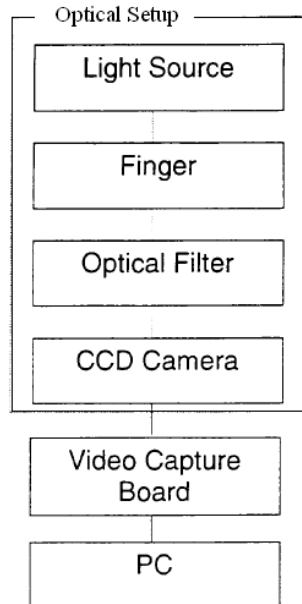 Optical Setup
Light Source
Finger
Optical Filter
CCD Camera
Video Capture
Board
PC